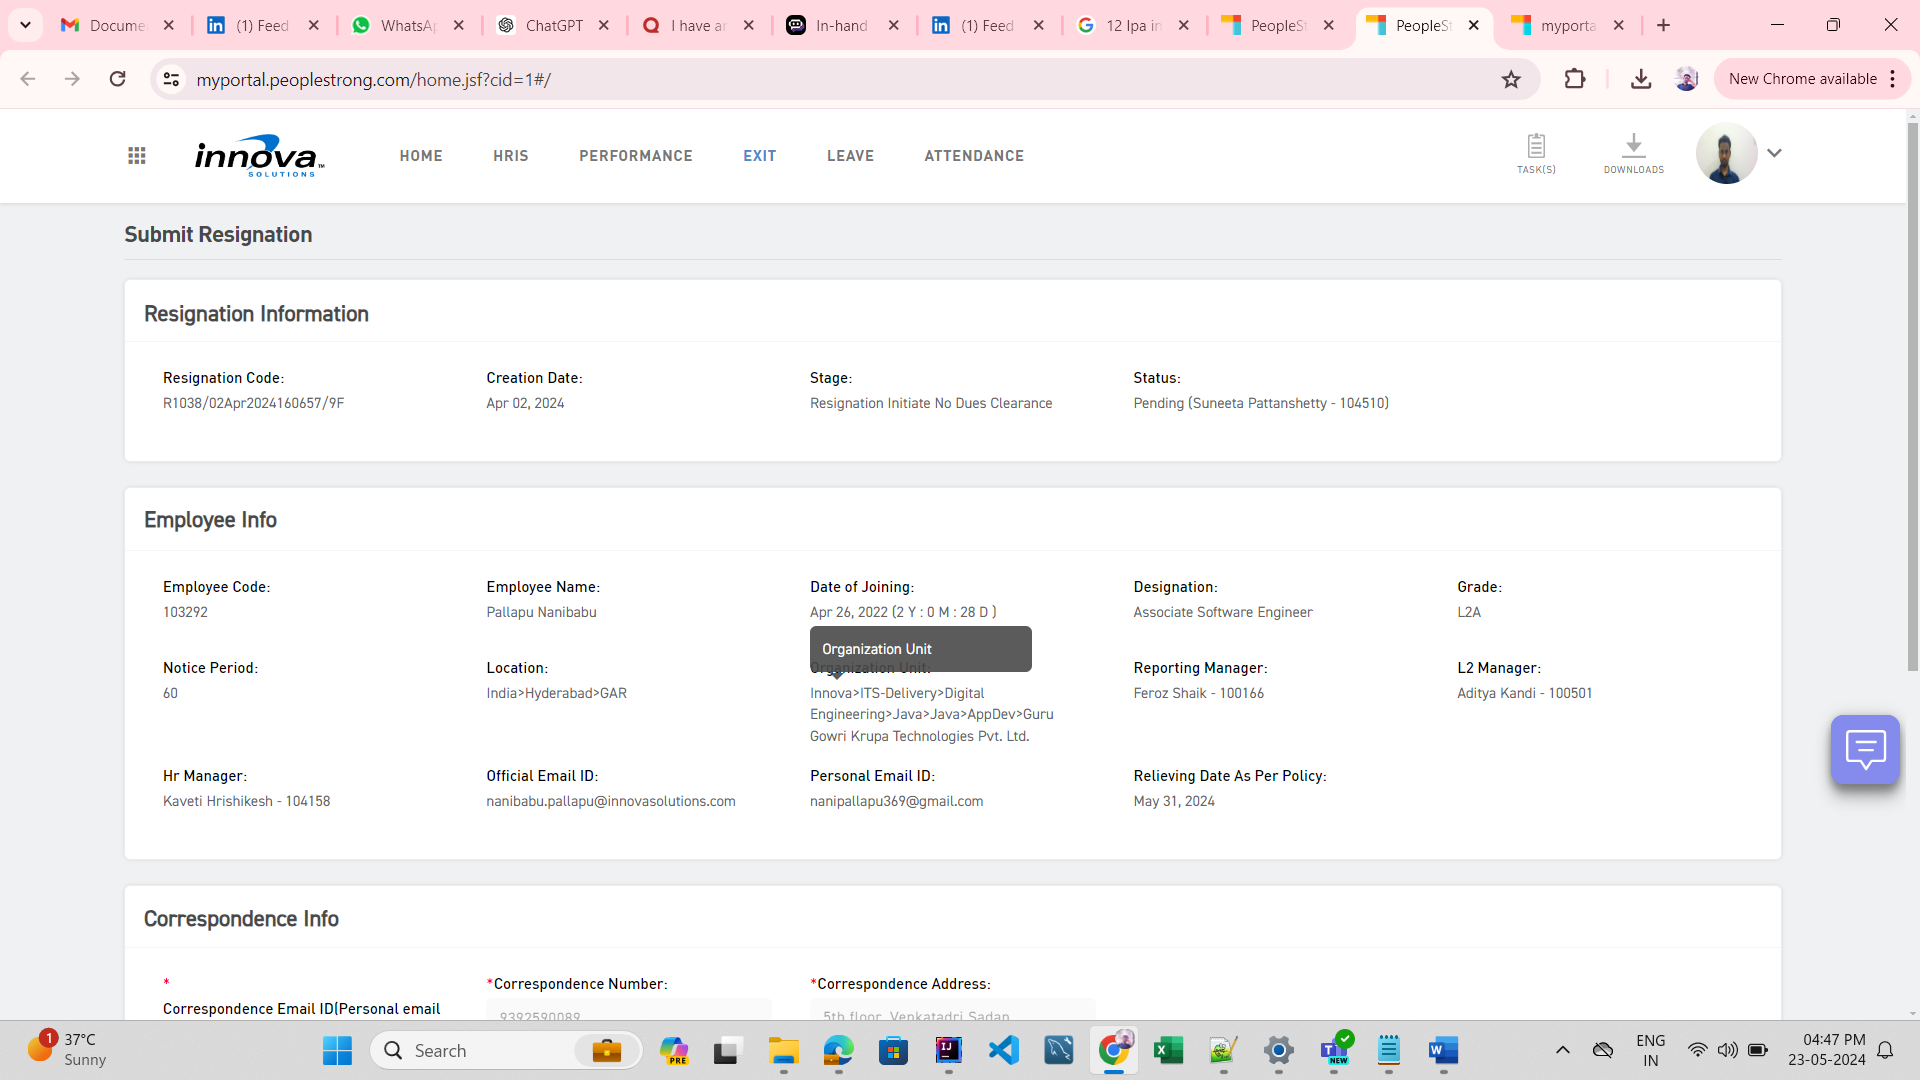 Docume
(1) Feed
WhatsAp
ChatGPT
I have ar
In-hand
(1) Feed
12 lpa in
PeopleSt
PeopleSt
myporta
myportal.peoplestrong.com/home.jsf?cid=1#/
New Chrome available
innova™
SOLUTIONS
HOME
HRIS
PERFORMANCE
EXIT
LEAVE
ATTENDANCE
TASK(S)
DOWNLOADS
Submit Resignation
Resignation Information
Resignation Code:
R1038/02Apr2024160657/9F
Creation Date:
Apr 02, 2024
Stage:
Resignation Initiate No Dues Clearance
Status:
Pending (Suneeta Pattanshetty - 104510)
Employee Info
Employee Code:
103292
Employee Name:
Pallapu Nanibabu
Date of Joining:
Apr 26, 2022 (2 Y : 0 M : 28 D )
Designation:
Associate Software Engineer
Grade:
L2A
Notice Period:
60
Location:
India>Hyderabad>GAR
Organization Unit
Organization Unit:
Innova>ITS-Delivery>Digital
Engineering>Java>Java>AppDev>Guru
Gowri Krupa Technologies Pvt. Ltd.
Reporting Manager:
Feroz Shaik - 100166
L2 Manager:
Aditya Kandi - 100501
Hr Manager:
Kaveti Hrishikesh - 104158
Official Email ID:
nanibabu.pallapu@innovasolutions.com
Personal Email ID:
nanipallapu369@gmail.com
Relieving Date As Per Policy:
May 31, 2024
Correspondence Info
*
Correspondence Email ID(Personal email
*Correspondence Number:
9392590089
*Correspondence Address:
5th floor, Venkatadri Sadan
1
37°C
Sunny
Search
PRE
IJ
NEW
ENG
IN
04:47 PM
23-05-2024